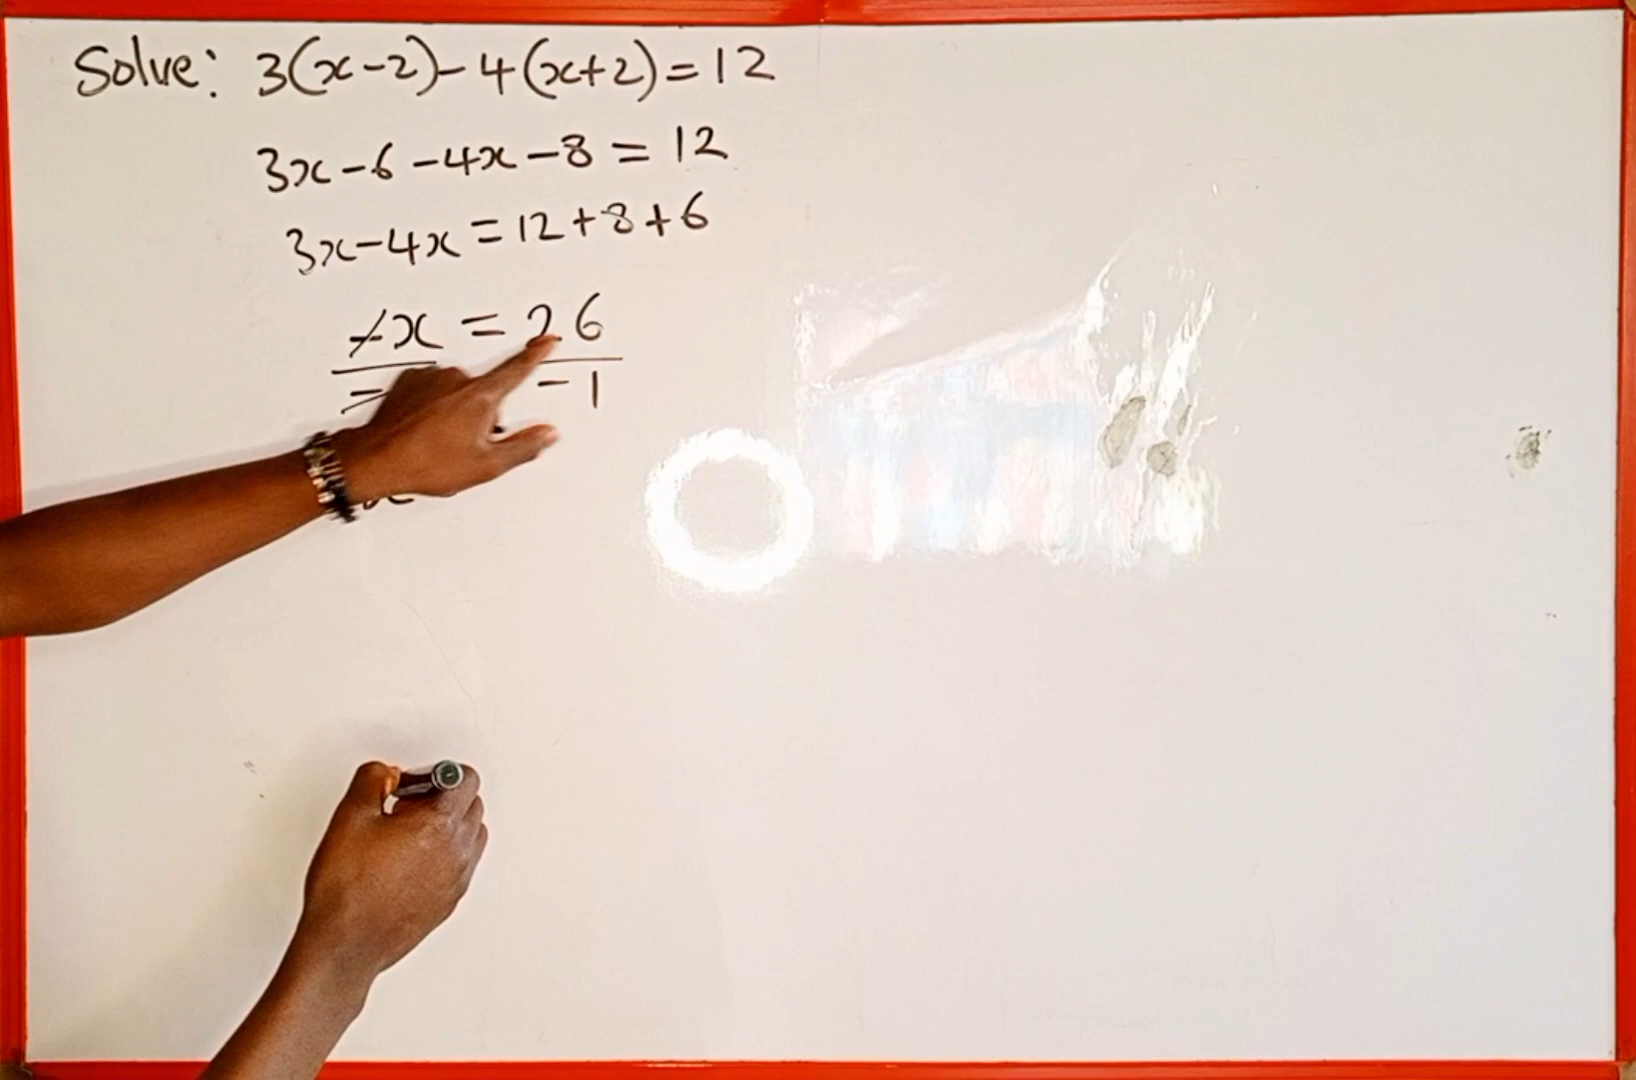 Solve: 3(x-2)-4(x+2)=12
3x-6-4x-8=12
3x-4x=12+8+6
-x=26
- -1
x